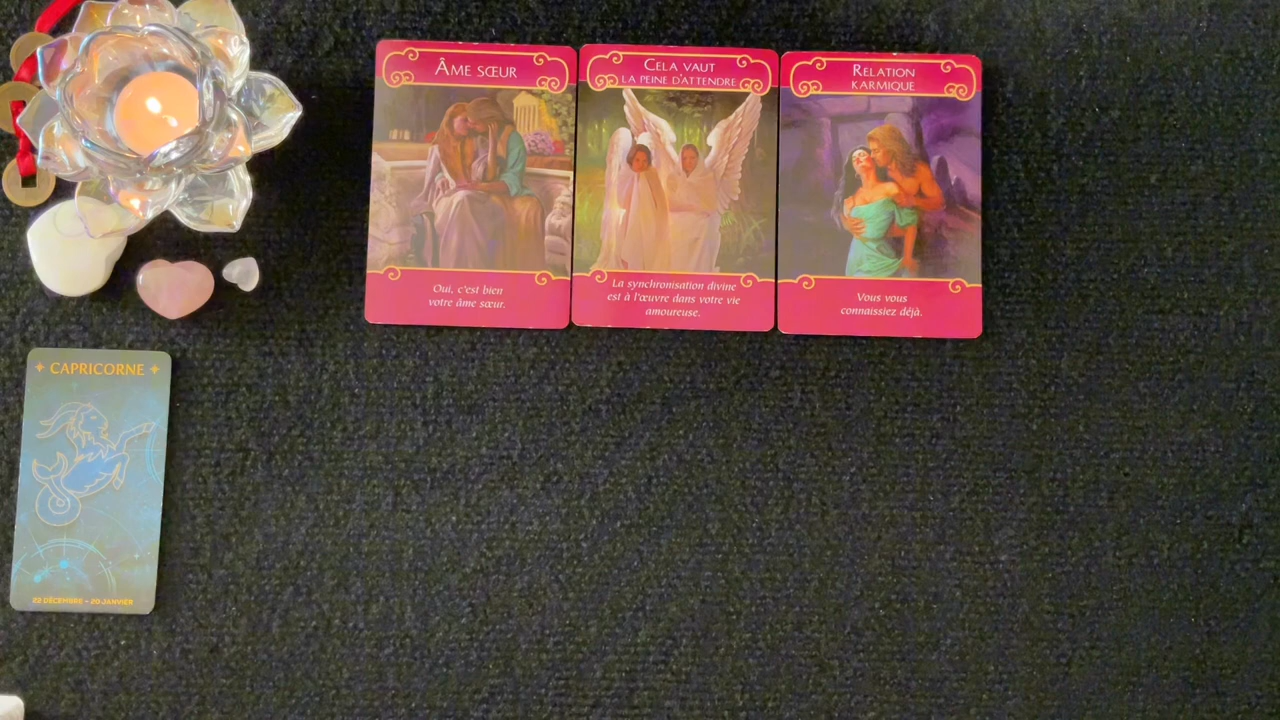 ÂME SŒUR
Oui, c'est bien
votre âme sœur.
CELA VAUT
LA PEINE D'ATTENDRE
La synchronisation divine
est à l'œuvre dans votre vie
amoureuse.
RELATION
KARMIQUE
Vous vous
connaissiez déjà.
CAPRICORNE
22 DÉCEMBRE - 20 JANVIER